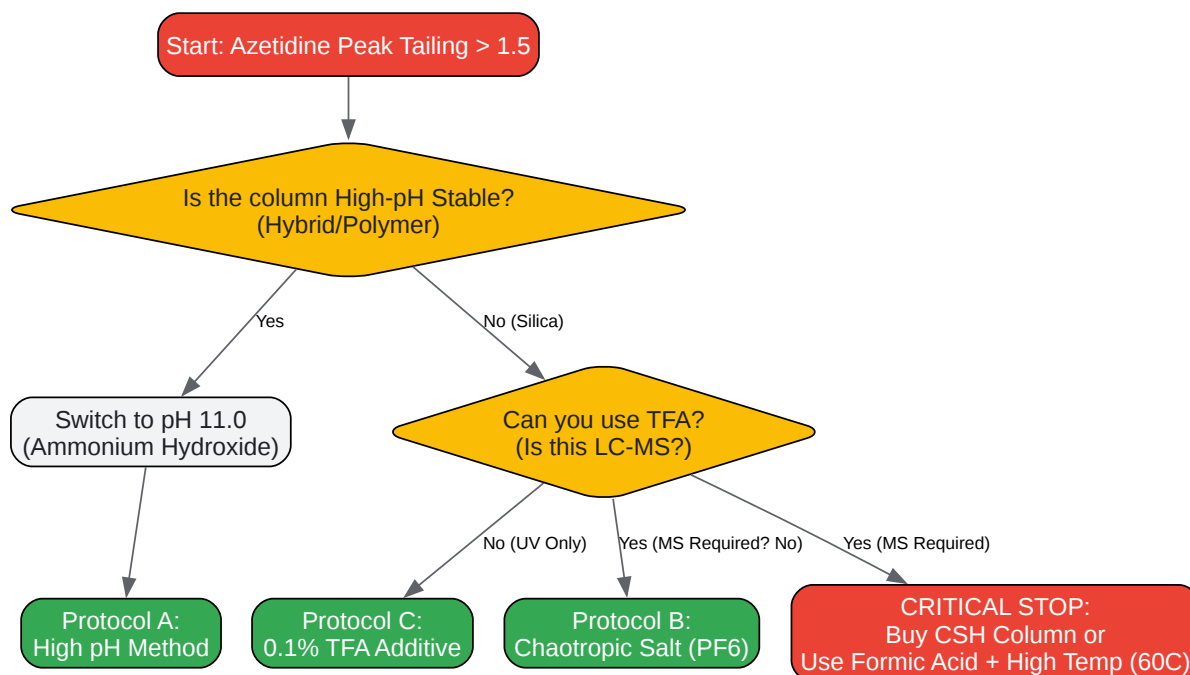 Start: Azetidine Peak Tailing > 1.5
Is the column High-pH Stable?
(Hybrid/Polymer)
Yes
No (Silica)
Switch to pH 11.0
(Ammonium Hydroxide)
Can you use TFA?
(Is this LC-MS?)
No (UV Only)
Yes (MS Required? No)
Yes (MS Required)
Protocol A:
High pH Method
Protocol C:
0.1% TFA Additive
Protocol B:
Chaotropic Salt (PF6)
CRITICAL STOP:
Buy CSH Column or
Use Formic Acid + High Temp (60C)